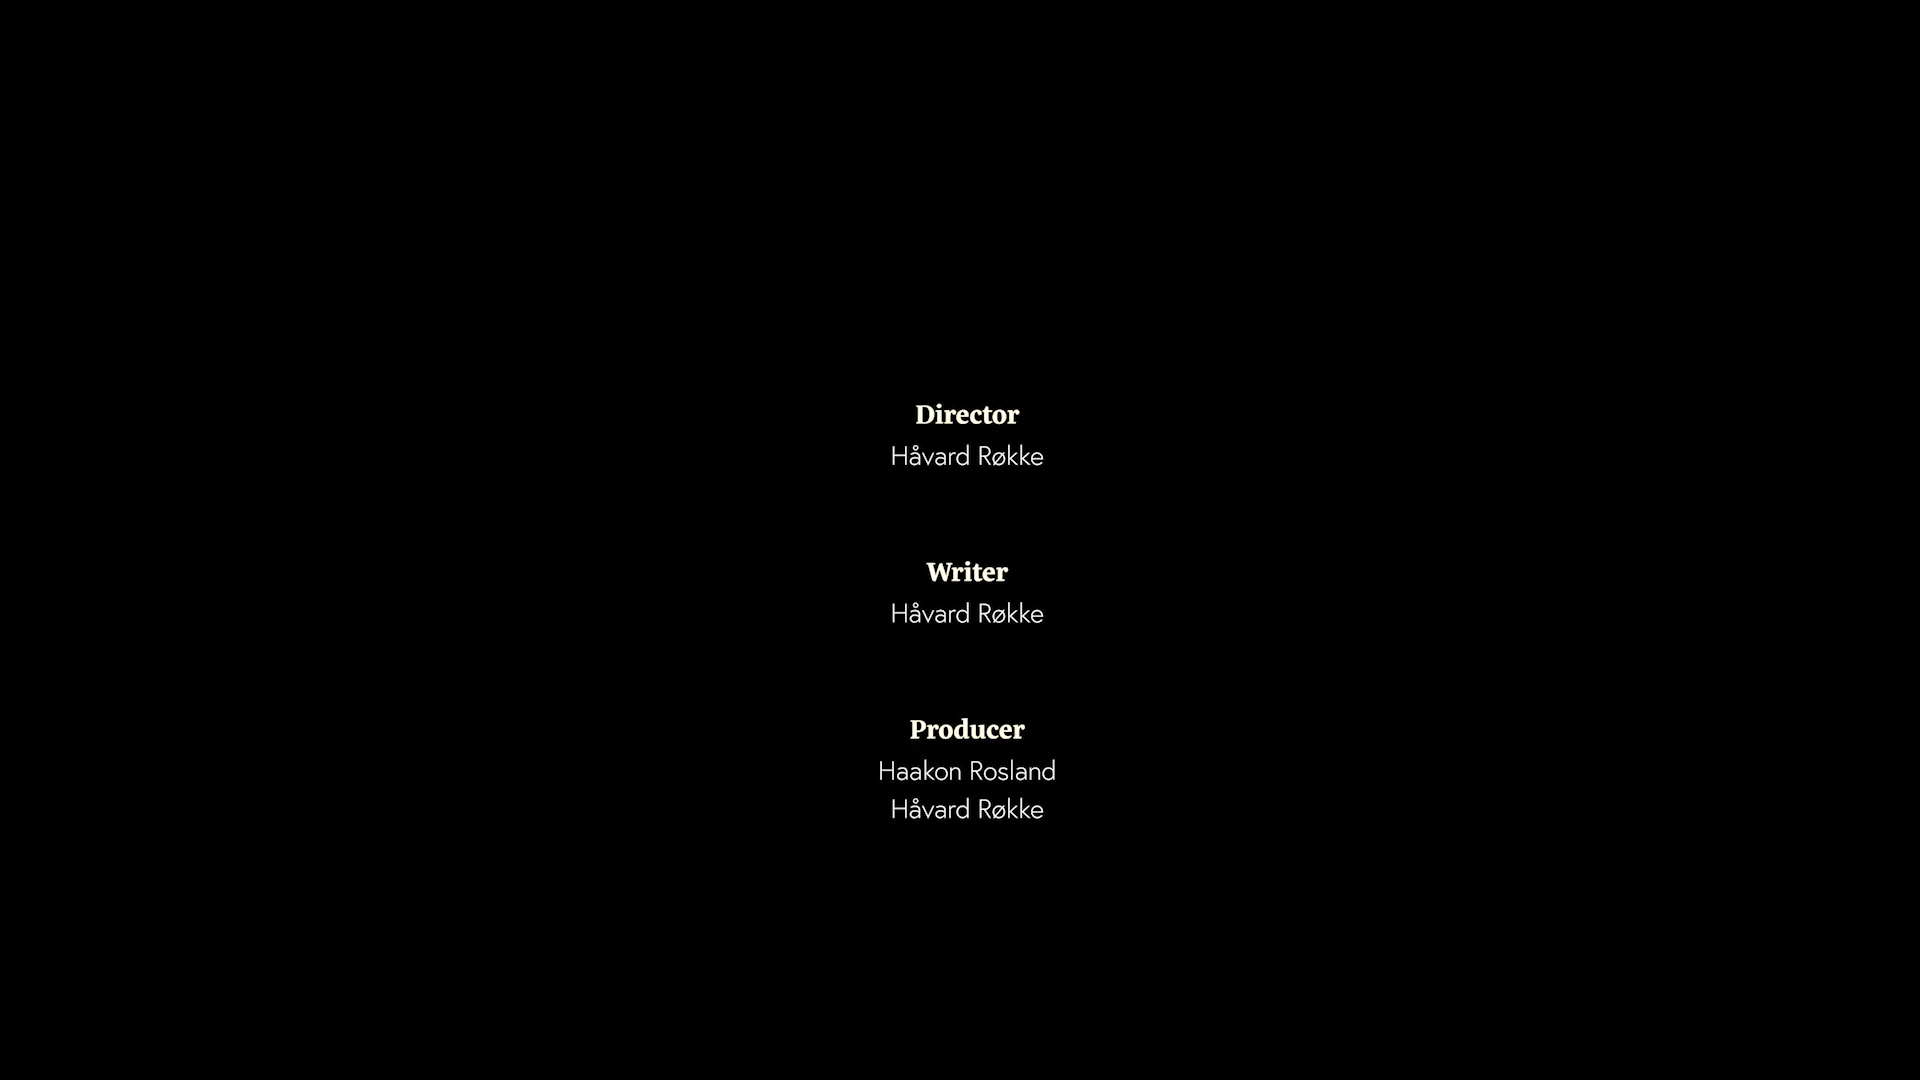 Director
Håvard Røkke
Writer
Håvard Røkke
Producer
Haakon Rosland
Håvard Røkke